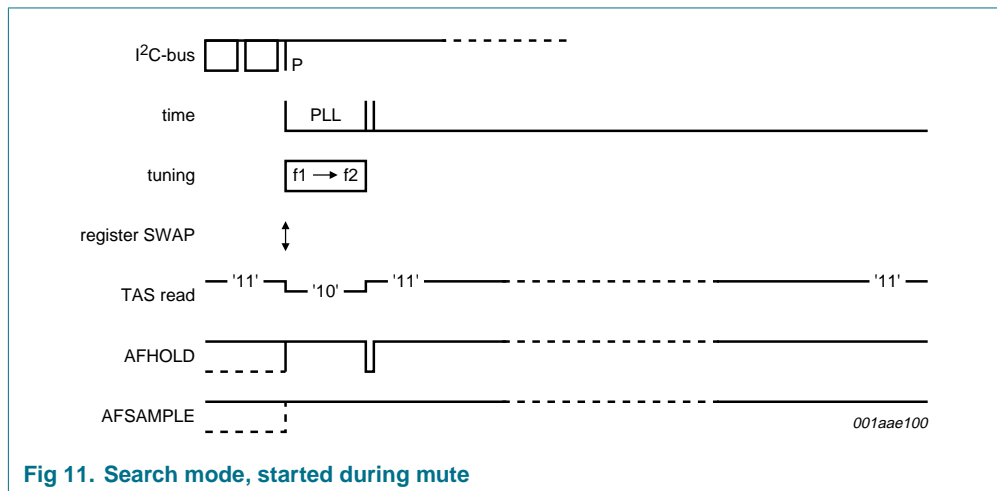 I²C-bus
P
time
PLL
tuning
f1 → f2
register SWAP
TAS read
'11' '10' '11' '11'
AFHOLD
AFSAMPLE
001aae100
Fig 11. Search mode, started during mute